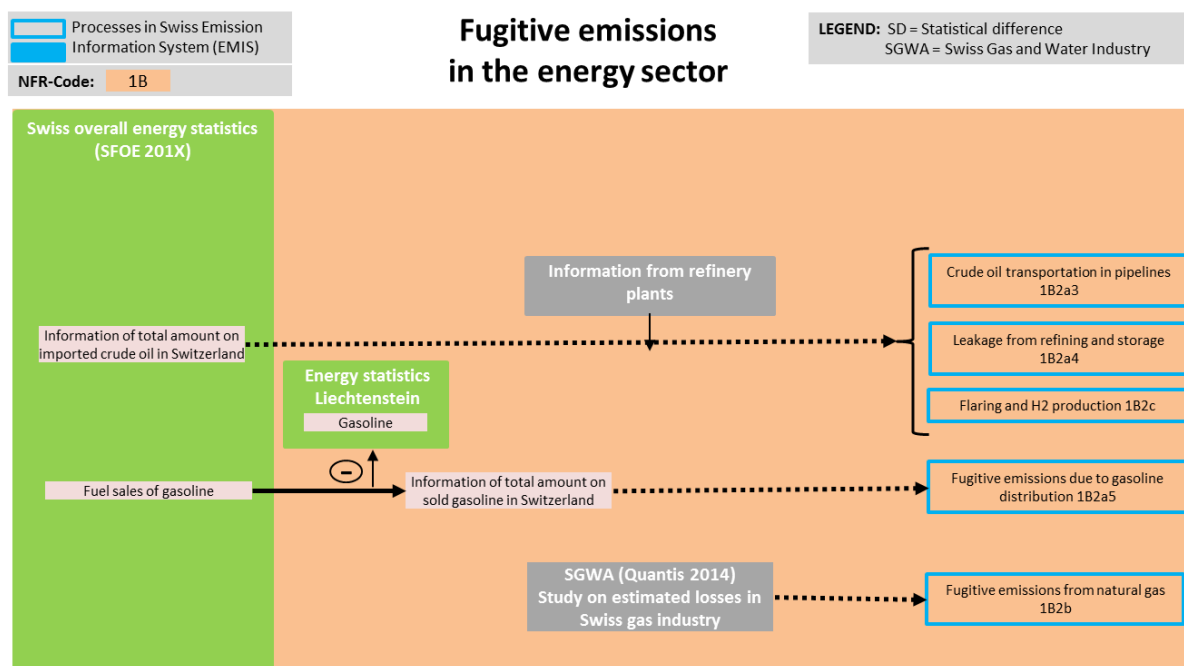 Processes in Swiss Emission
Information System (EMIS)
NFR-Code: 1B
Fugitive emissions
in the energy sector
LEGEND: SD = Statistical difference
SGWA = Swiss Gas and Water Industry
Swiss overall energy statistics
(SFOE 201X)
Information from refinery
plants
Crude oil transportation in pipelines
1B2a3
Information of total amount on
imported crude oil in Switzerland
Leakage from refining and storage
1B2a4
Energy statistics
Liechtenstein
Gasoline
Flaring and H2 production 1B2c
−
Fuel sales of gasoline
Information of total amount on
sold gasoline in Switzerland
Fugitive emissions due to gasoline
distribution 1B2a5
SGWA (Quantis 2014)
Study on estimated losses in
Swiss gas industry
Fugitive emissions from natural gas
1B2b